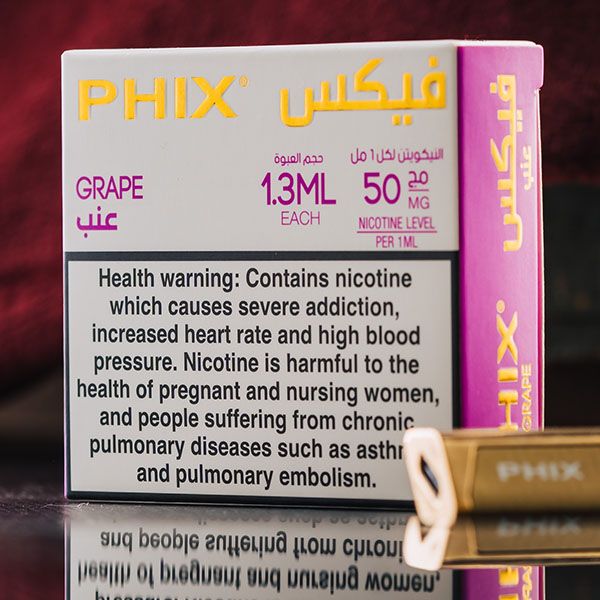 PHIX® فيكس
GRAPE
عنب
حجم العبوة
1.3ML
EACH
النيكوتين لكل 1 مل
50 مج
MG
NICOTINE LEVEL
PER 1ML
Health warning: Contains nicotine
which causes severe addiction,
increased heart rate and high blood
pressure. Nicotine is harmful to the
health of pregnant and nursing women,
and people suffering from chronic
pulmonary diseases such as asthm
and pulmonary embolism.
فيكس
عنب
PHIX®
GRAPE
PHIX